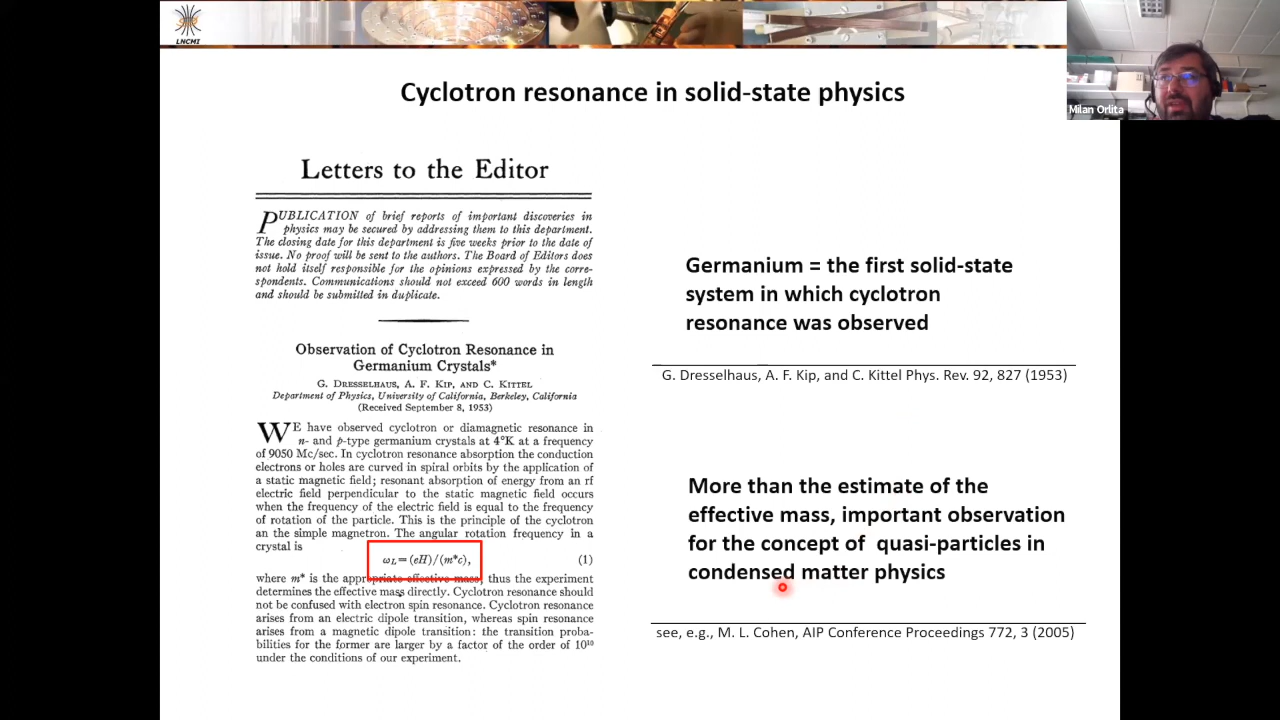 LNCMI
Milan Orlita
Cyclotron resonance in solid-state physics
Letters to the Editor
PUBLICATION of brief reports of important discoveries in
physics may be secured by addressing them to this department.
The closing date for this department is five weeks prior to the date of
issue. No proof will be sent to the authors. The Board of Editors does
not hold itself responsible for the opinions expressed by the corre-
spondents. Communications should not exceed 600 words in length
and should be submitted in duplicate.
Observation of Cyclotron Resonance in
Germanium Crystals*
G. DRESSELHAUS, A. F. KIP, AND C. KITTEL
Department of Physics, University of California, Berkeley, California
(Received September 8, 1953)
WE have observed cyclotron or diamagnetic resonance in
n- and p-type germanium crystals at 4°K at a frequency
of 9050 Mc/sec. In cyclotron resonance absorption the conduction
electrons or holes are curved in spiral orbits by the application of
a static magnetic field; resonant absorption of energy from an rf
electric field perpendicular to the static magnetic field occurs
when the frequency of the electric field is equal to the frequency
of rotation of the particle. This is the principle of the cyclotron
an the simple magnetron. The angular rotation frequency in a
crystal is
ω_L = (eH)/(m*c), (1)
where m* is the appropriate effective mass, thus the experiment
determines the effective mass directly. Cyclotron resonance should
not be confused with electron spin resonance. Cyclotron resonance
arises from an electric dipole transition, whereas spin resonance
arises from a magnetic dipole transition: the transition proba-
bilities for the former are larger by a factor of the order of 10¹⁰
under the conditions of our experiment.
Germanium = the first solid-state
system in which cyclotron
resonance was observed
G. Dresselhaus, A. F. Kip, and C. Kittel Phys. Rev. 92, 827 (1953)
More than the estimate of the
effective mass, important observation
for the concept of quasi-particles in
condensed matter physics
see, e.g., M. L. Cohen, AIP Conference Proceedings 772, 3 (2005)